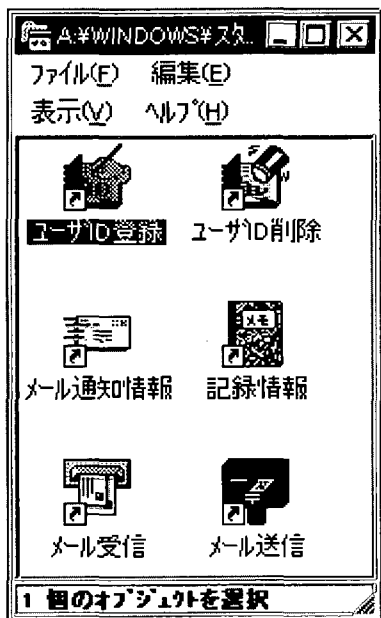 A:¥WINDOWS¥スタ..
ファイル(F) 編集(E)
表示(V) ヘルプ(H)
ユーザID登録 ユーザID削除
メモ
メール通知情報 記録情報
メール受信 メール送信
1 個のオブジェクトを選択